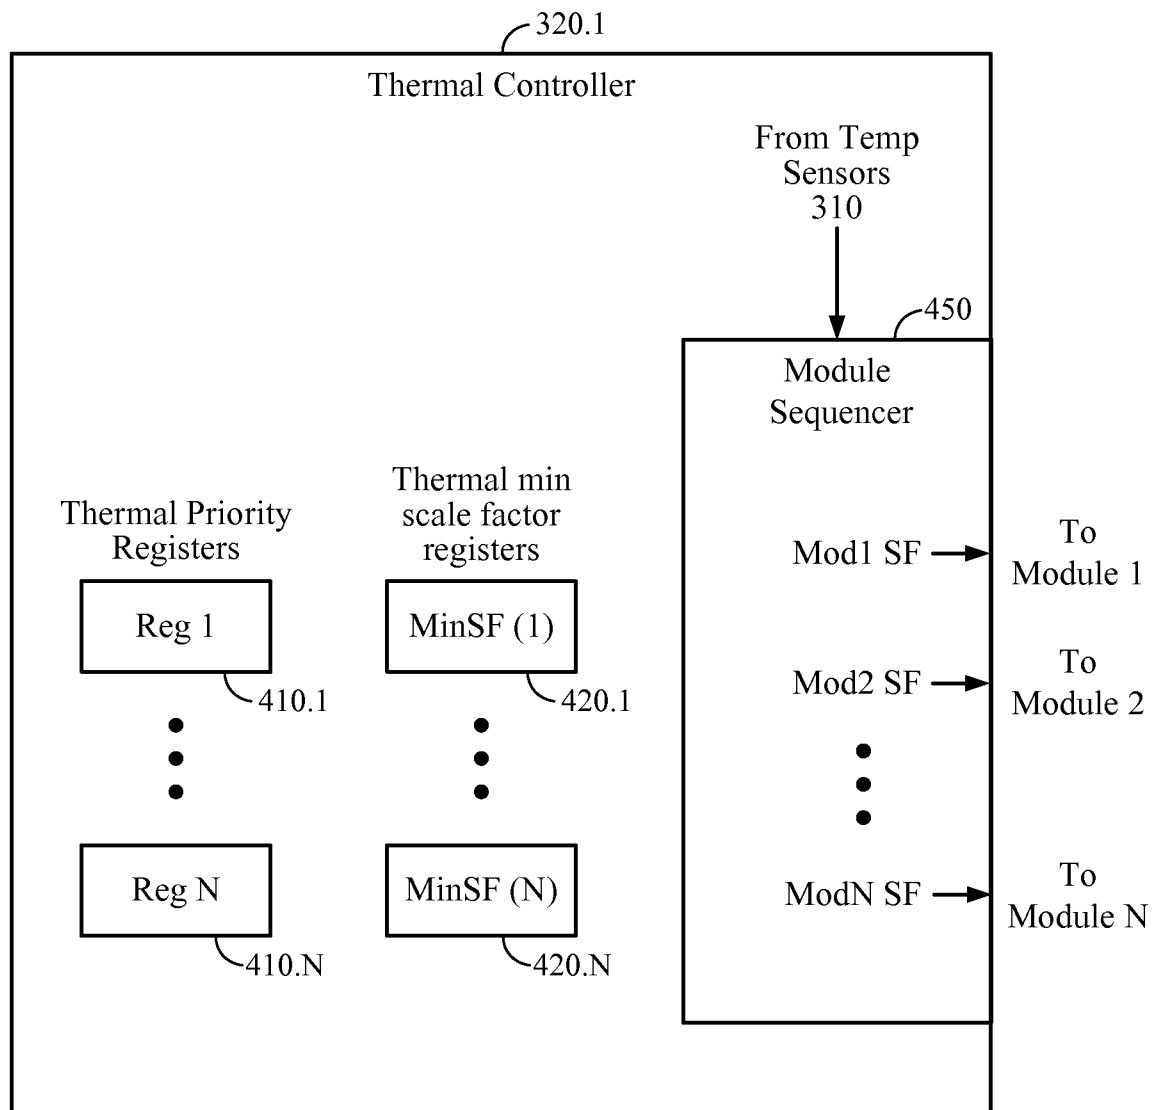 320.1
Thermal Controller
From Temp
Sensors
310
450
Module
Sequencer
Thermal Priority
Registers
Thermal min
scale factor
registers
Mod1 SF
To
Module 1
Reg 1
MinSF (1)
410.1
420.1
Mod2 SF
To
Module 2
Reg N
MinSF (N)
410.N
420.N
ModN SF
To
Module N